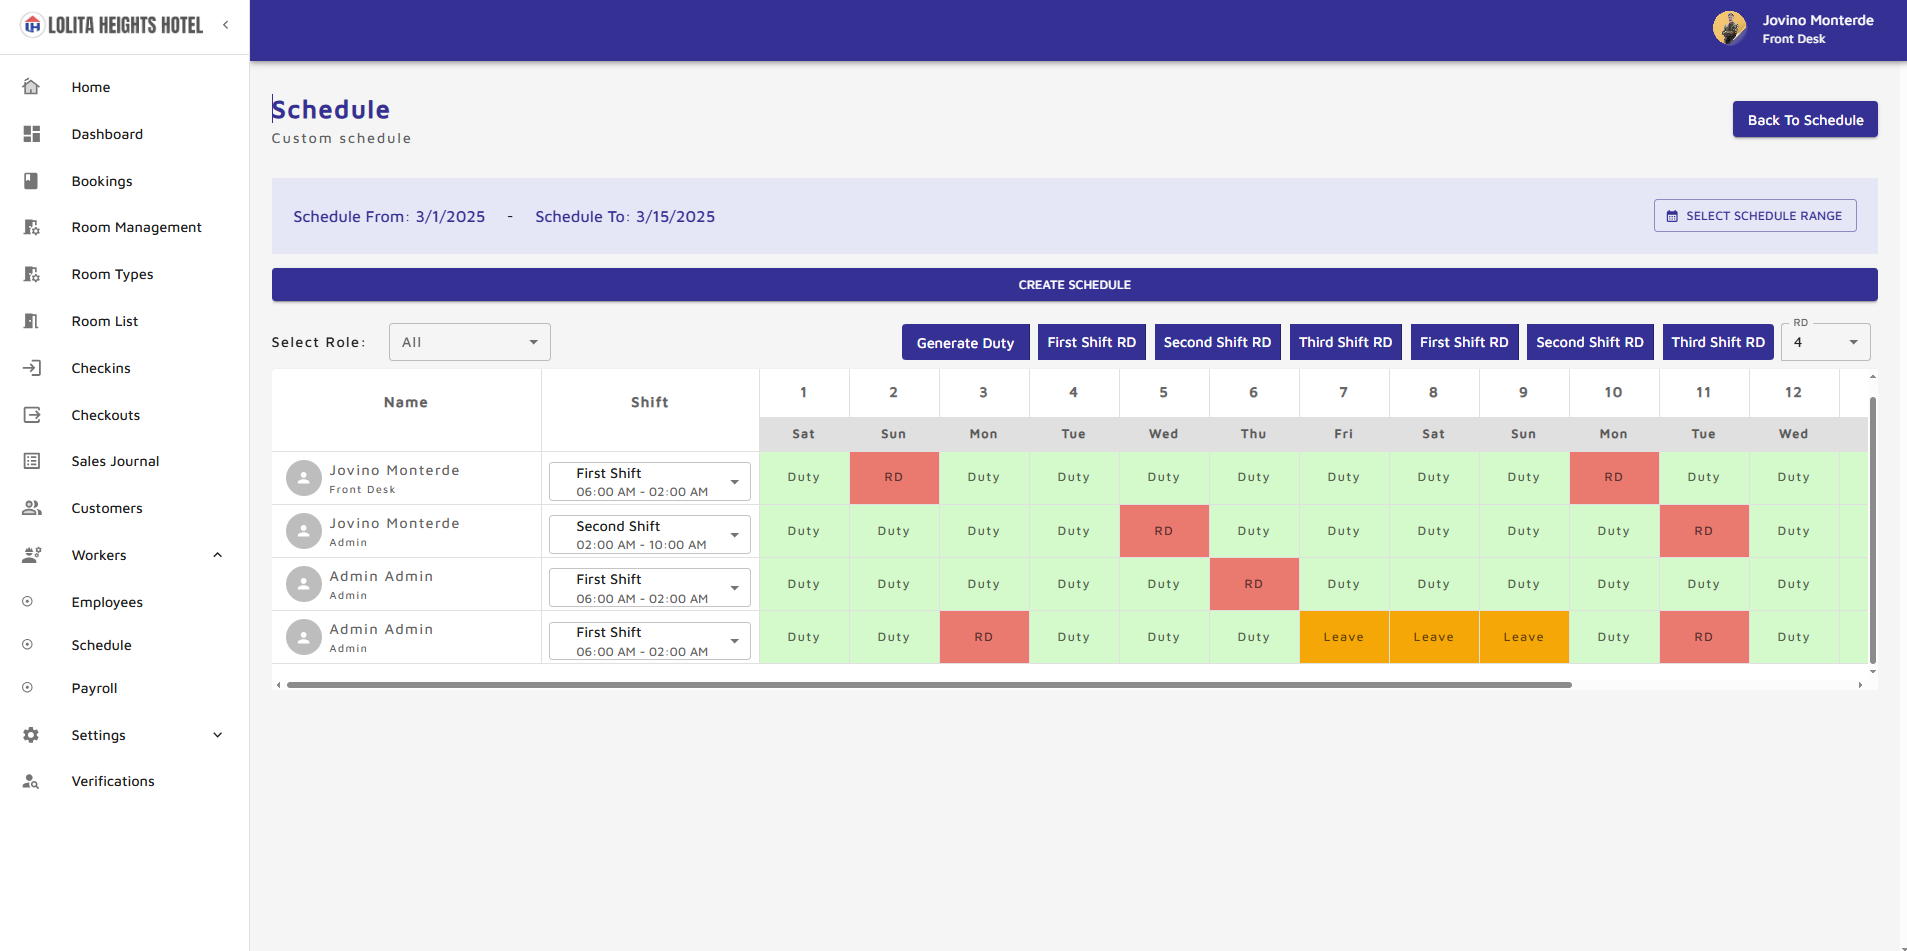 LOLITA HEIGHTS HOTEL
Jovino Monterde
Front Desk
Home
Dashboard
Bookings
Room Management
Room Types
Room List
Checkins
Checkouts
Sales Journal
Customers
Workers
Employees
Schedule
Payroll
Settings
Verifications
Schedule
Custom schedule
Back To Schedule
Schedule From: 3/1/2025 - Schedule To: 3/15/2025
SELECT SCHEDULE RANGE
CREATE SCHEDULE
Select Role: All Generate Duty First Shift RD Second Shift RD Third Shift RD First Shift RD Second Shift RD Third Shift RD RD 4
Name Shift 1 2 3 4 5 6 7 8 9 10 11 12
Sat Sun Mon Tue Wed Thu Fri Sat Sun Mon Tue Wed
Jovino Monterde First Shift
Front Desk 06:00 AM - 02:00 AM
Duty RD Duty Duty Duty Duty Duty Duty Duty RD Duty Duty
Jovino Monterde Second Shift
Admin 02:00 AM - 10:00 AM
Duty Duty Duty Duty RD Duty Duty Duty Duty Duty RD Duty
Admin Admin First Shift
Admin 06:00 AM - 02:00 AM
Duty Duty Duty Duty Duty RD Duty Duty Duty Duty Duty Duty
Admin Admin First Shift
Admin 06:00 AM - 02:00 AM
Duty Duty RD Duty Duty Duty Leave Leave Leave Duty RD Duty